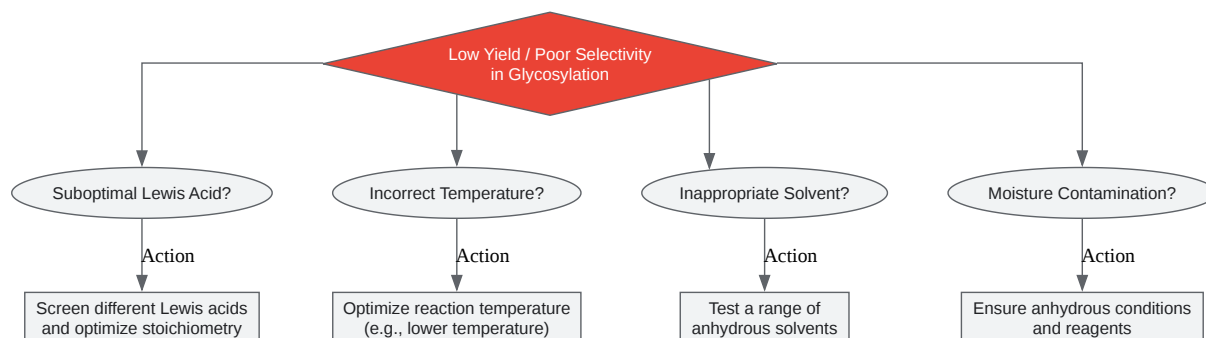 Low Yield / Poor Selectivity
in Glycosylation
Suboptimal Lewis Acid?
Incorrect Temperature?
Inappropriate Solvent?
Moisture Contamination?
Action
Action
Action
Action
Screen different Lewis acids
and optimize stoichiometry
Optimize reaction temperature
(e.g., lower temperature)
Test a range of
anhydrous solvents
Ensure anhydrous conditions
and reagents